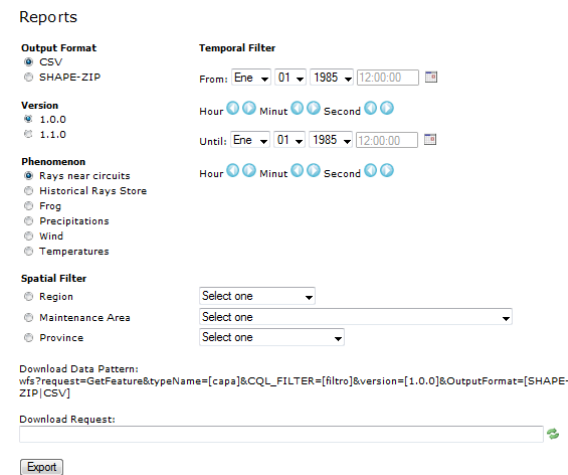 Reports
Output Format
CSV
SHAPE-ZIP
Version
1.0.0
1.1.0
Phenomenon
Rays near circuits
Historical Rays Store
Frog
Precipitations
Wind
Temperatures
Temporal Filter
From: Ene 01 1985 12:00:00
Hour Minut Second
Until: Ene 01 1985 12:00:00
Hour Minut Second
Spatial Filter
Region Select one
Maintenance Area Select one
Province Select one
Download Data Pattern:
wfs?request=GetFeature&typeName=[capa]&CQL_FILTER=[filtro]&version=[1.0.0]&OutputFormat=[SHAPE-
ZIP|CSV]
Download Request:
Export